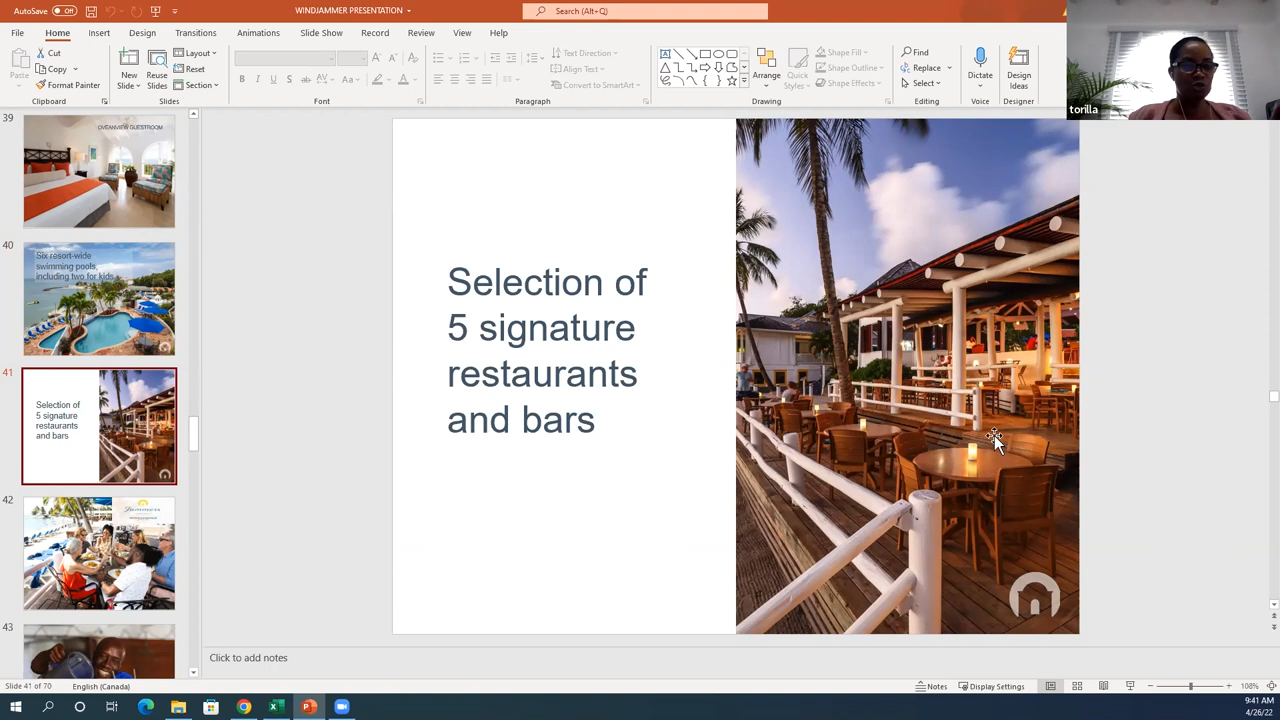 AutoSave
Off
WINDJAMMER PRESENTATION
Search (Alt+Q)
File
Home
Insert
Design
Transitions
Animations
Slide Show
Record
Review
View
Help
Paste
Cut
Copy
Format Painter
Clipboard
New
Slide
Reuse
Slides
Layout
Reset
Section
Slides
B I U S ab AV Aa A
Font
Text Direction
Align Text
Convert to SmartArt
Paragraph
Arrange
Quick
Styles
Shape Fill
Shape Outline
Shape Effects
Drawing
Find
Replace
Select
Editing
Dictate
Voice
Design
Ideas
Designer
torilla
39
OVEANVIEW GUESTROOM
40
Six resort-wide
swimming pools,
including two for kids
41
Selection of
5 signature
restaurants
and bars
42
43
Selection of
5 signature
restaurants
and bars
Click to add notes
Slide 41 of 70
English (Canada)
Notes
Display Settings
108%
9:41 AM
4/26/22